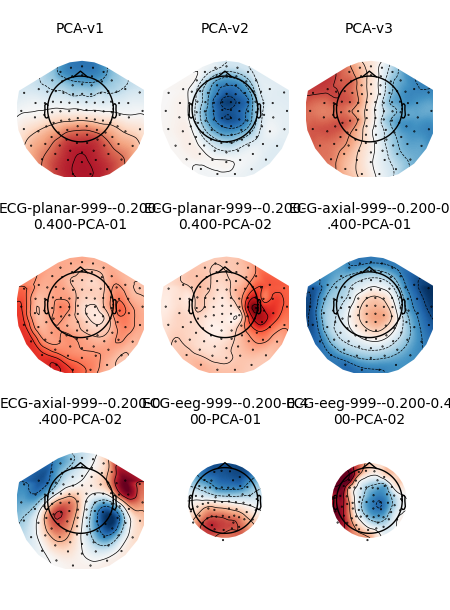 PCA-v1
PCA-v2
PCA-v3
ECG-planar-999--0.200-
0.400-PCA-01
ECG-planar-999--0.200-
0.400-PCA-02
ECG-axial-999--0.200-0
.400-PCA-01
ECG-axial-999--0.200-0
.400-PCA-02
ECG-eeg-999--0.200-0.4
00-PCA-01
ECG-eeg-999--0.200-0.4
00-PCA-02